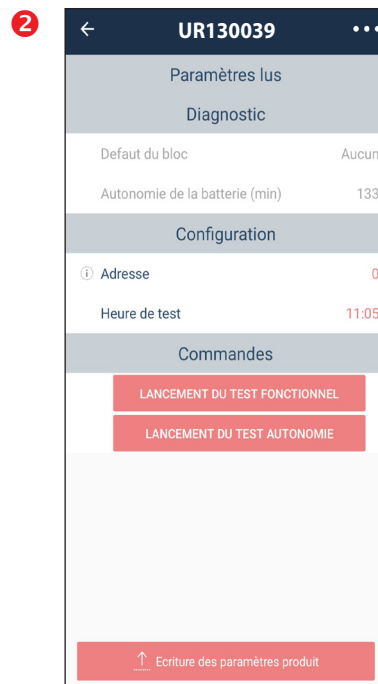 2
UR130039
Paramètres lus
Diagnostic
Defaut du bloc Aucun
Autonomie de la batterie (min) 133
Configuration
Adresse 0
Heure de test 11:05
Commandes
LANCEMENT DU TEST FONCTIONNEL
LANCEMENT DU TEST AUTONOMIE
Ecriture des paramètres produit